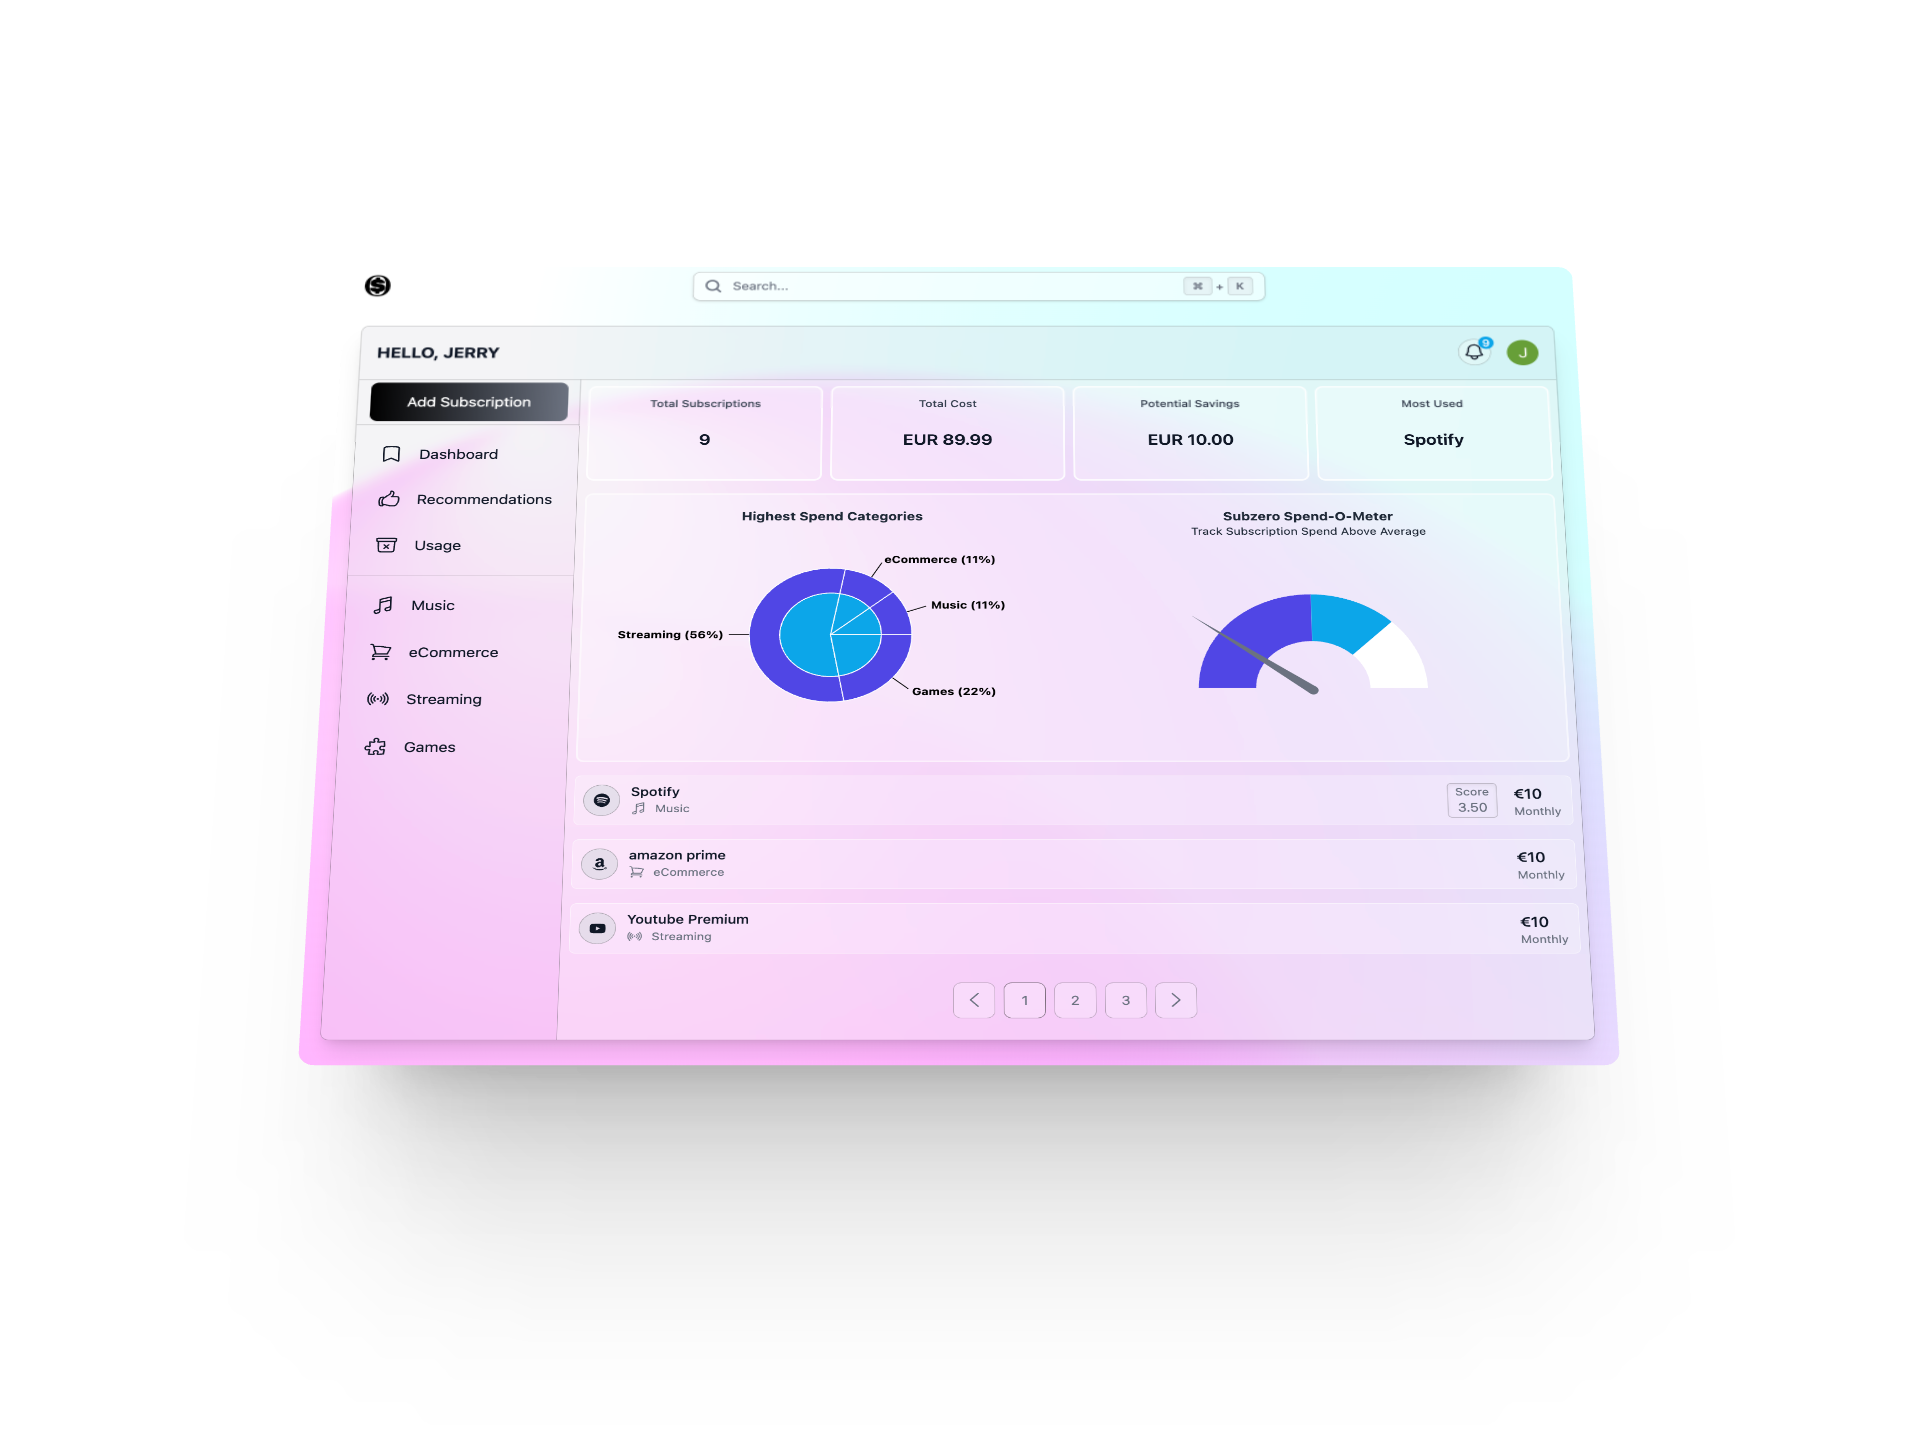 Search...
⌘ + K
HELLO, JERRY
9
J
Add Subscription
Dashboard
Recommendations
Usage
Music
eCommerce
Streaming
Games
Total Subscriptions
9
Total Cost
EUR 89.99
Potential Savings
EUR 10.00
Most Used
Spotify
Highest Spend Categories
eCommerce (11%)
Music (11%)
Streaming (56%)
Games (22%)
Subzero Spend-O-Meter
Track Subscription Spend Above Average
Spotify
Music
Score
3.50
€10
Monthly
amazon prime
eCommerce
€10
Monthly
Youtube Premium
Streaming
€10
Monthly
1
2
3